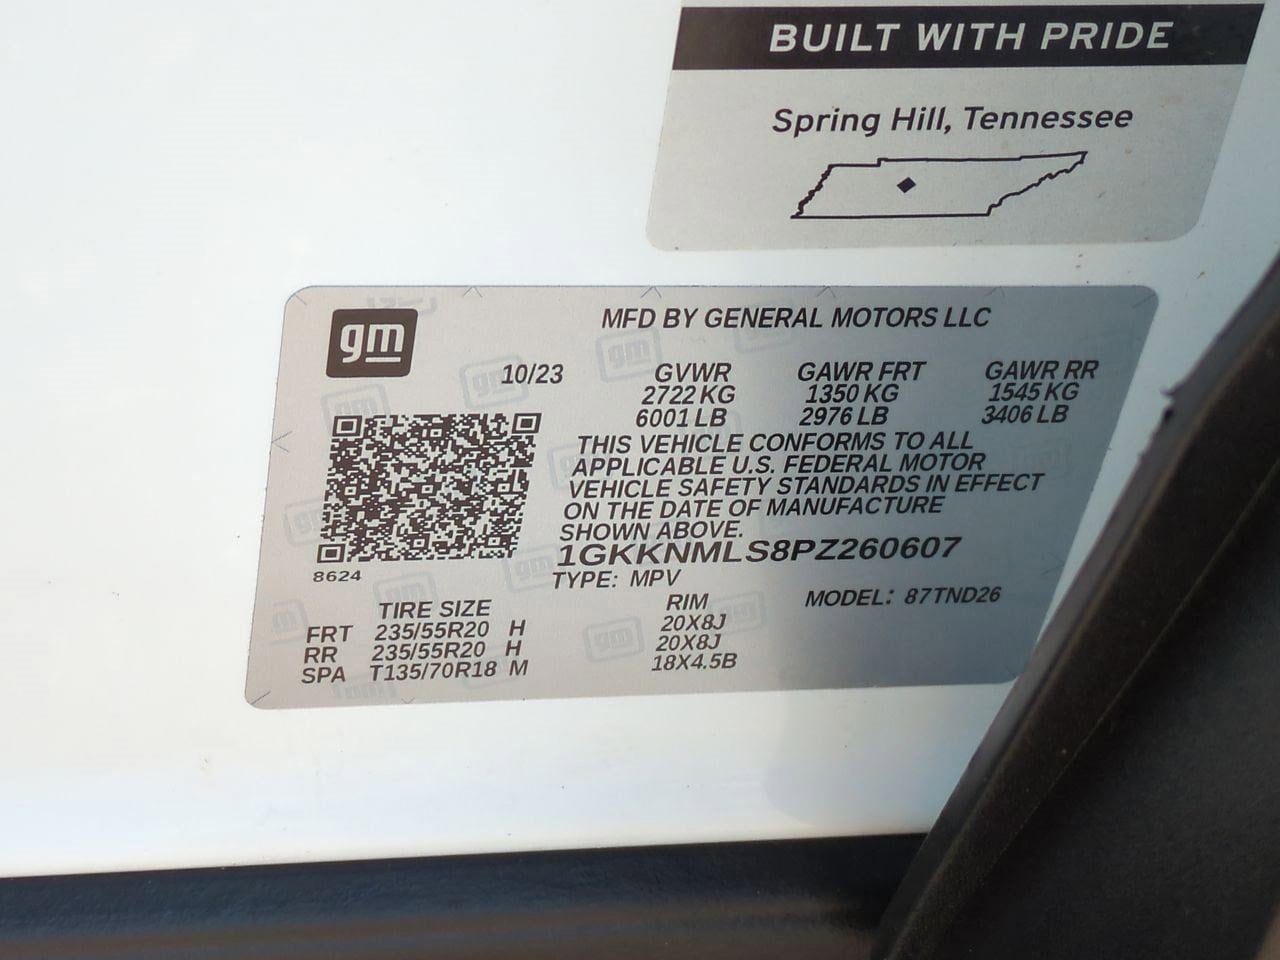 BUILT WITH PRIDE
Spring Hill, Tennessee
gm
MFD BY GENERAL MOTORS LLC
10/23 GVWR GAWR FRT GAWR RR
2722 KG 1350 KG 1545 KG
6001 LB 2976 LB 3406 LB
THIS VEHICLE CONFORMS TO ALL
APPLICABLE U.S. FEDERAL MOTOR
VEHICLE SAFETY STANDARDS IN EFFECT
ON THE DATE OF MANUFACTURE
SHOWN ABOVE.
1GKKNMLS8PZ260607
8624
TYPE: MPV
MODEL: 87TND26
TIRE SIZE RIM
FRT 235/55R20 H 20X8J
RR 235/55R20 H 20X8J
SPA T135/70R18 M 18X4.5B